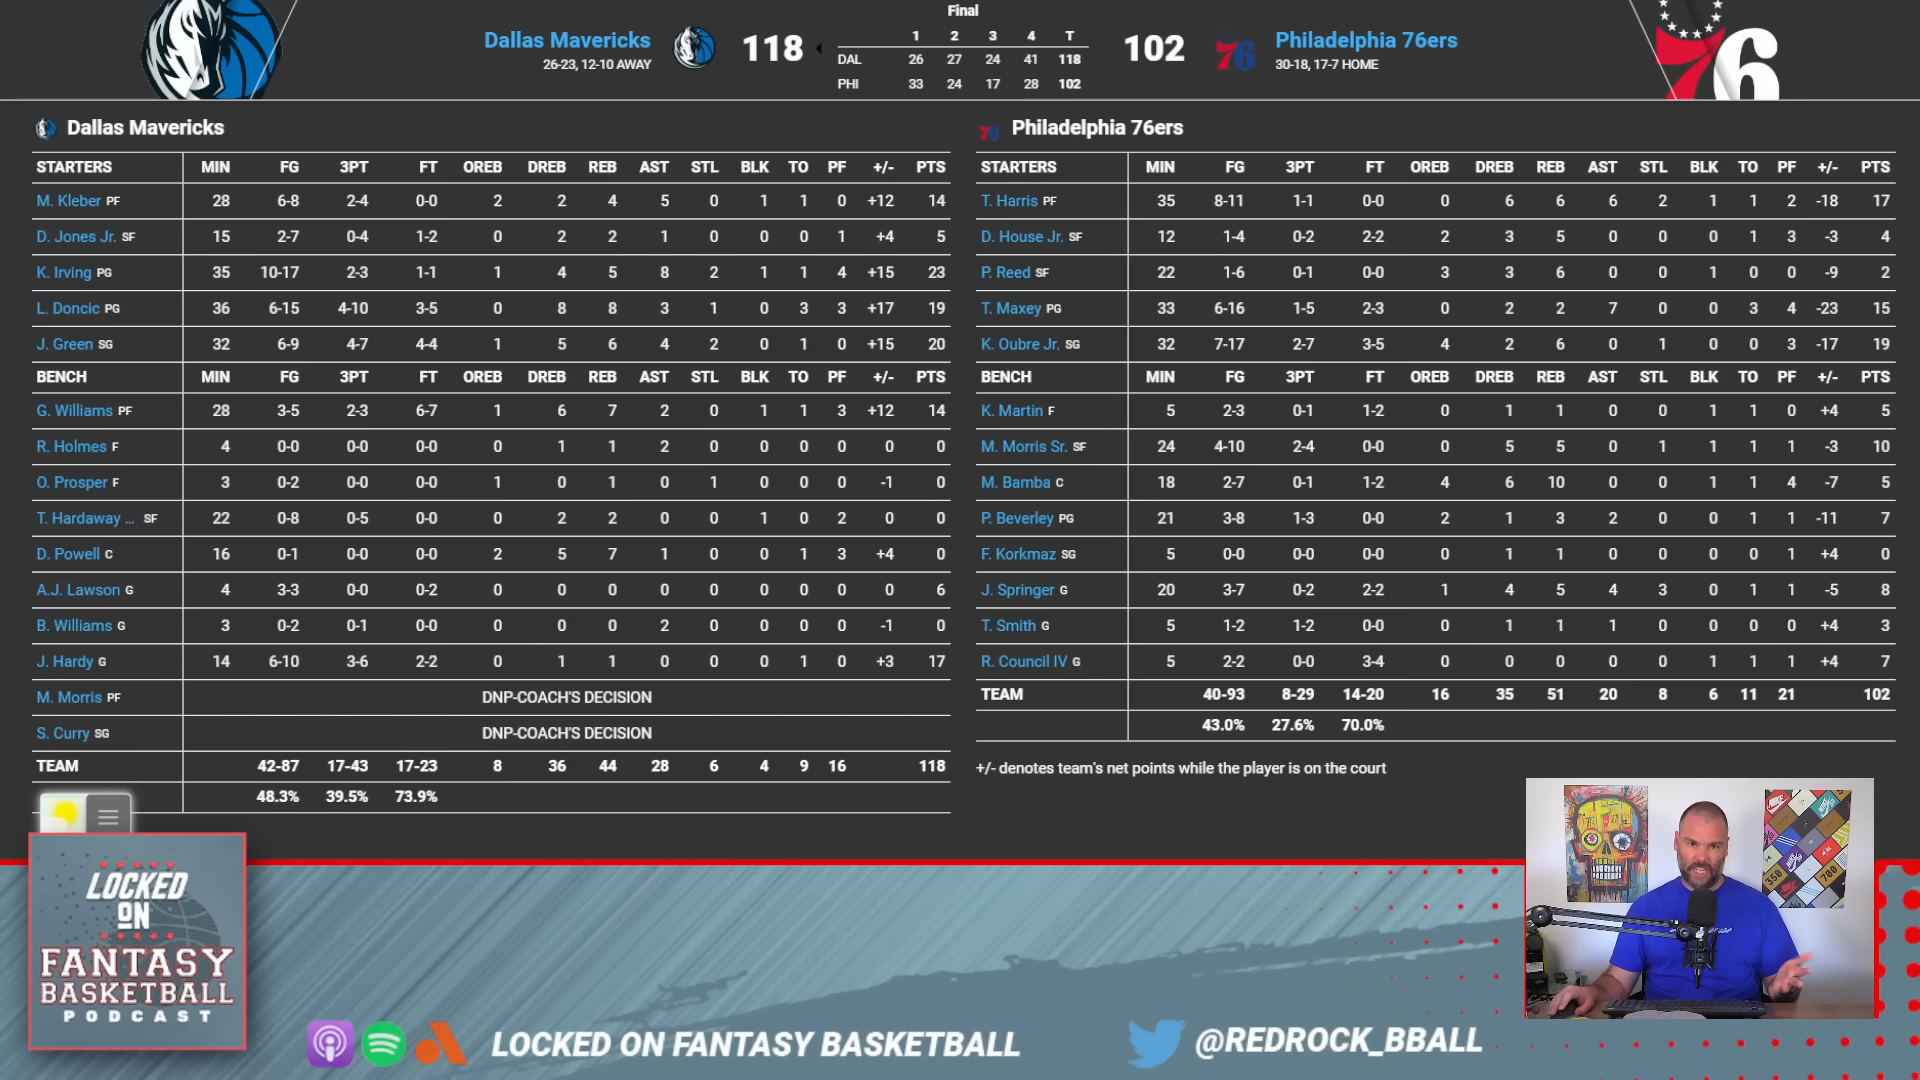 Final
Dallas Mavericks
26-23, 12-10 AWAY
118
1 2 3 4 T
DAL 26 27 24 41 118
PHI 33 24 17 28 102
102
76
Philadelphia 76ers
30-18, 17-7 HOME
76
Dallas Mavericks
STARTERS MIN FG 3PT FT OREB DREB REB AST STL BLK TO PF +/- PTS
M. Kleber PF 28 6-8 2-4 0-0 2 2 4 5 0 1 1 0 +12 14
D. Jones Jr. SF 15 2-7 0-4 1-2 0 2 2 1 0 0 0 1 +4 5
K. Irving PG 35 10-17 2-3 1-1 1 4 5 8 2 1 1 4 +15 23
L. Doncic PG 36 6-15 4-10 3-5 0 8 8 3 1 0 3 3 +17 19
J. Green SG 32 6-9 4-7 4-4 1 5 6 4 2 0 1 0 +15 20
BENCH MIN FG 3PT FT OREB DREB REB AST STL BLK TO PF +/- PTS
G. Williams PF 28 3-5 2-3 6-7 1 6 7 2 0 1 1 3 +12 14
R. Holmes F 4 0-0 0-0 0-0 0 1 1 2 0 0 0 0 0 0
O. Prosper F 3 0-2 0-0 0-0 1 0 1 0 1 0 0 0 -1 0
T. Hardaway ... SF 22 0-8 0-5 0-0 0 2 2 0 0 1 0 2 0 0
D. Powell C 16 0-1 0-0 0-0 2 5 7 1 0 0 1 3 +4 0
A.J. Lawson G 4 3-3 0-0 0-2 0 0 0 0 0 0 0 0 0 6
B. Williams G 3 0-2 0-1 0-0 0 0 0 2 0 0 0 0 -1 0
J. Hardy G 14 6-10 3-6 2-2 0 1 1 0 0 0 1 0 +3 17
M. Morris PF DNP-COACH'S DECISION
S. Curry SG DNP-COACH'S DECISION
TEAM 42-87 17-43 17-23 8 36 44 28 6 4 9 16 118
48.3% 39.5% 73.9%
76 Philadelphia 76ers
STARTERS MIN FG 3PT FT OREB DREB REB AST STL BLK TO PF +/- PTS
T. Harris PF 35 8-11 1-1 0-0 0 6 6 6 2 1 1 2 -18 17
D. House Jr. SF 12 1-4 0-2 2-2 2 3 5 0 0 0 1 3 -3 4
P. Reed SF 22 1-6 0-1 0-0 3 3 6 0 0 1 0 0 -9 2
T. Maxey PG 33 6-16 1-5 2-3 0 2 2 7 0 0 3 4 -23 15
K. Oubre Jr. SG 32 7-17 2-7 3-5 4 2 6 0 1 0 0 3 -17 19
BENCH MIN FG 3PT FT OREB DREB REB AST STL BLK TO PF +/- PTS
K. Martin F 5 2-3 0-1 1-2 0 1 1 0 0 1 1 0 +4 5
M. Morris Sr. SF 24 4-10 2-4 0-0 0 5 5 0 1 1 1 1 -3 10
M. Bamba C 18 2-7 0-1 1-2 4 6 10 0 0 1 1 4 -7 5
P. Beverley PG 21 3-8 1-3 0-0 2 1 3 2 0 0 1 1 -11 7
F. Korkmaz SG 5 0-0 0-0 0-0 0 1 1 0 0 0 0 1 +4 0
J. Springer G 20 3-7 0-2 2-2 1 4 5 4 3 0 1 1 -5 8
T. Smith G 5 1-2 1-2 0-0 0 1 1 1 0 0 0 0 +4 3
R. Council IV G 5 2-2 0-0 3-4 0 0 0 0 0 1 1 1 +4 7
TEAM 40-93 8-29 14-20 16 35 51 20 8 6 11 21 102
43.0% 27.6% 70.0%
+/- denotes team's net points while the player is on the court
LOCKED
ON
FANTASY
BASKETBALL
PODCAST
LOCKED ON FANTASY BASKETBALL
@REDROCK_BBALL
NIKE
350
700